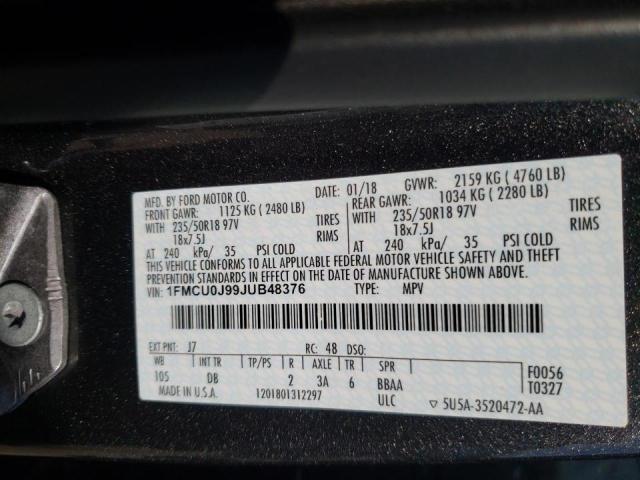 MFD. BY FORD MOTOR CO. DATE: 01/18 GVWR: 2159 KG ( 4760 LB)
FRONT GAWR: 1125 KG ( 2480 LB) REAR GAWR: 1034 KG ( 2280 LB)
WITH 235/50R18 97V TIRES WITH 235/50R18 97V TIRES
18x7.5J RIMS 18x7.5J RIMS
AT 240 kPa/ 35 PSI COLD AT 240 kPa/ 35 PSI COLD
THIS VEHICLE CONFORMS TO ALL APPLICABLE FEDERAL MOTOR VEHICLE SAFETY AND THEFT
PREVENTION STANDARDS IN EFFECT ON THE DATE OF MANUFACTURE SHOWN ABOVE.
VIN: 1FMCU0J99JUB48376 TYPE: MPV
EXT PNT: J7 RC: 48 DSO:
WB INT TR TP/PS R AXLE TR SPR F0056
105 DB 2 3A 6 BBAA T0327
MADE IN U.S.A. 1201801312297 ULC ▽ 5U5A-3520472-AA